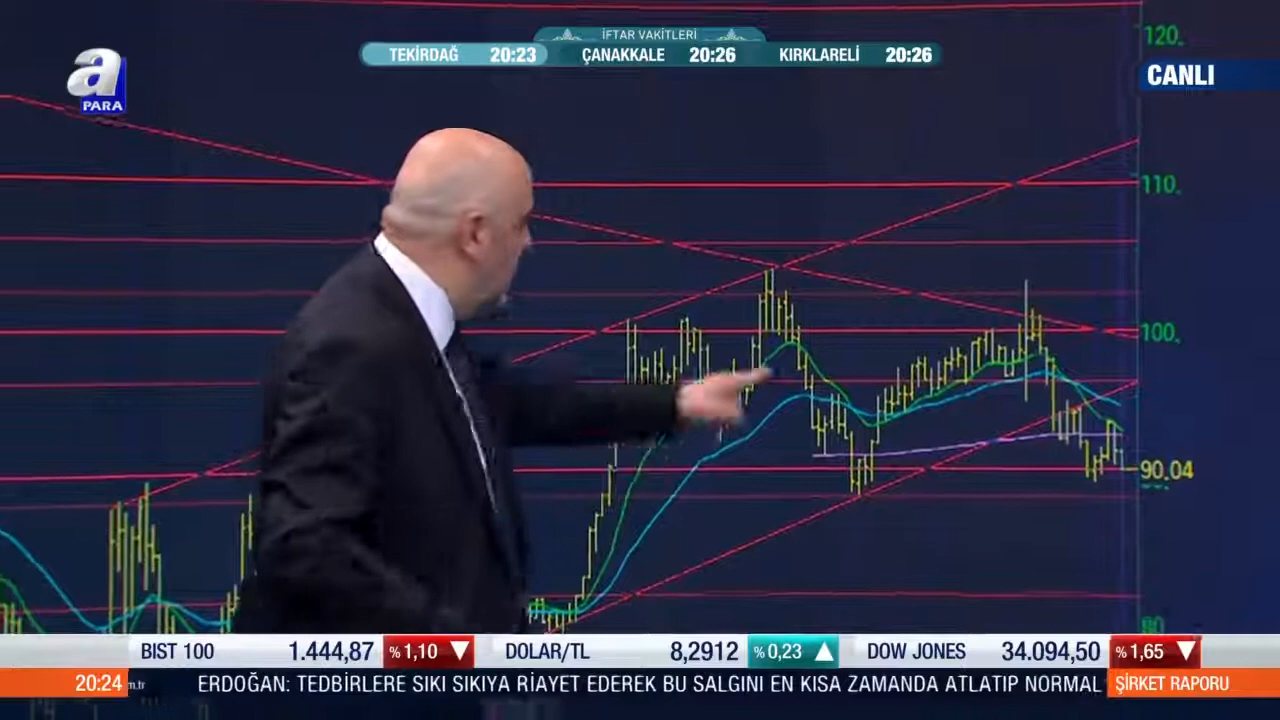 İFTAR VAKİTLERİ
TEKİRDAĞ 20:23 ÇANAKKALE 20:26 KIRKLARELİ 20:26
a
PARA
CANLI
120.
110.
100.
90.04
80
BIST 100 1.444,87 %1,10 DOLAR/TL 8,2912 %0,23 DOW JONES 34.094,50 %1,65
20:24 m.tr ERDOĞAN: TEDBİRLERE SIKI SIKIYA RİAYET EDEREK BU SALGINI EN KISA ZAMANDA ATLATIP NORMAL ŞİRKET RAPORU